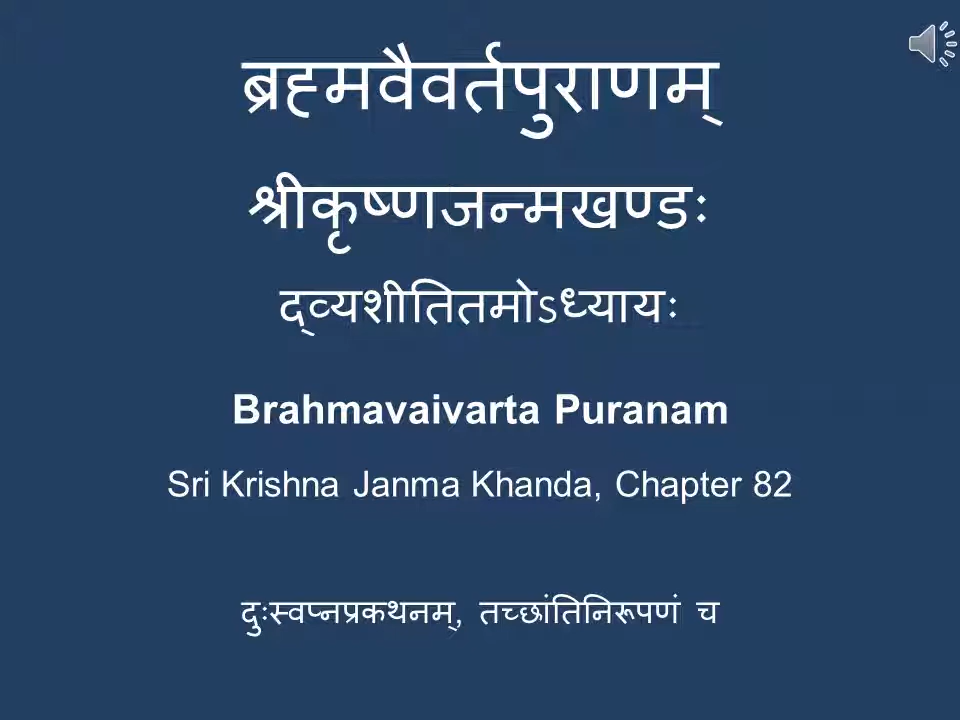 ब्रह्मवैवर्तपुराणम्
श्रीकृष्णजन्मखण्डः
द्व्यशीतितमोऽध्यायः
Brahmavaivarta Puranam
Sri Krishna Janma Khanda, Chapter 82
दुःस्वप्नप्रकथनम्, तच्छांतिनिरूपणं च